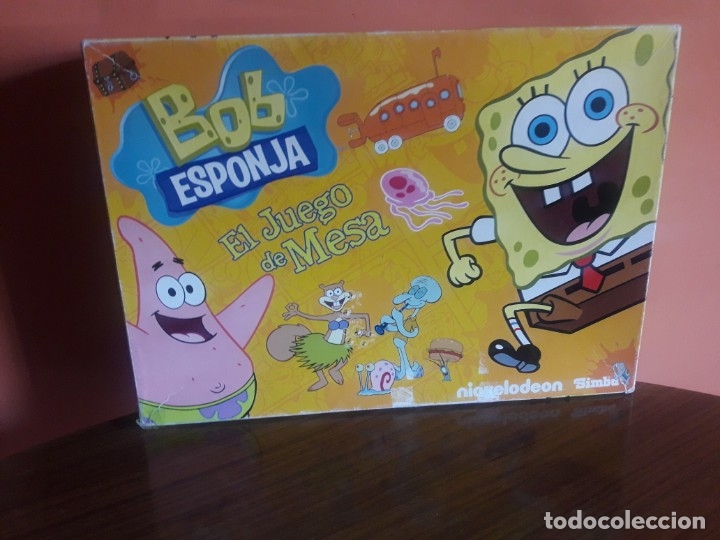 Bob
ESPONJA
El Juego
de Mesa
nickelodeon
Simba
todocoleccion